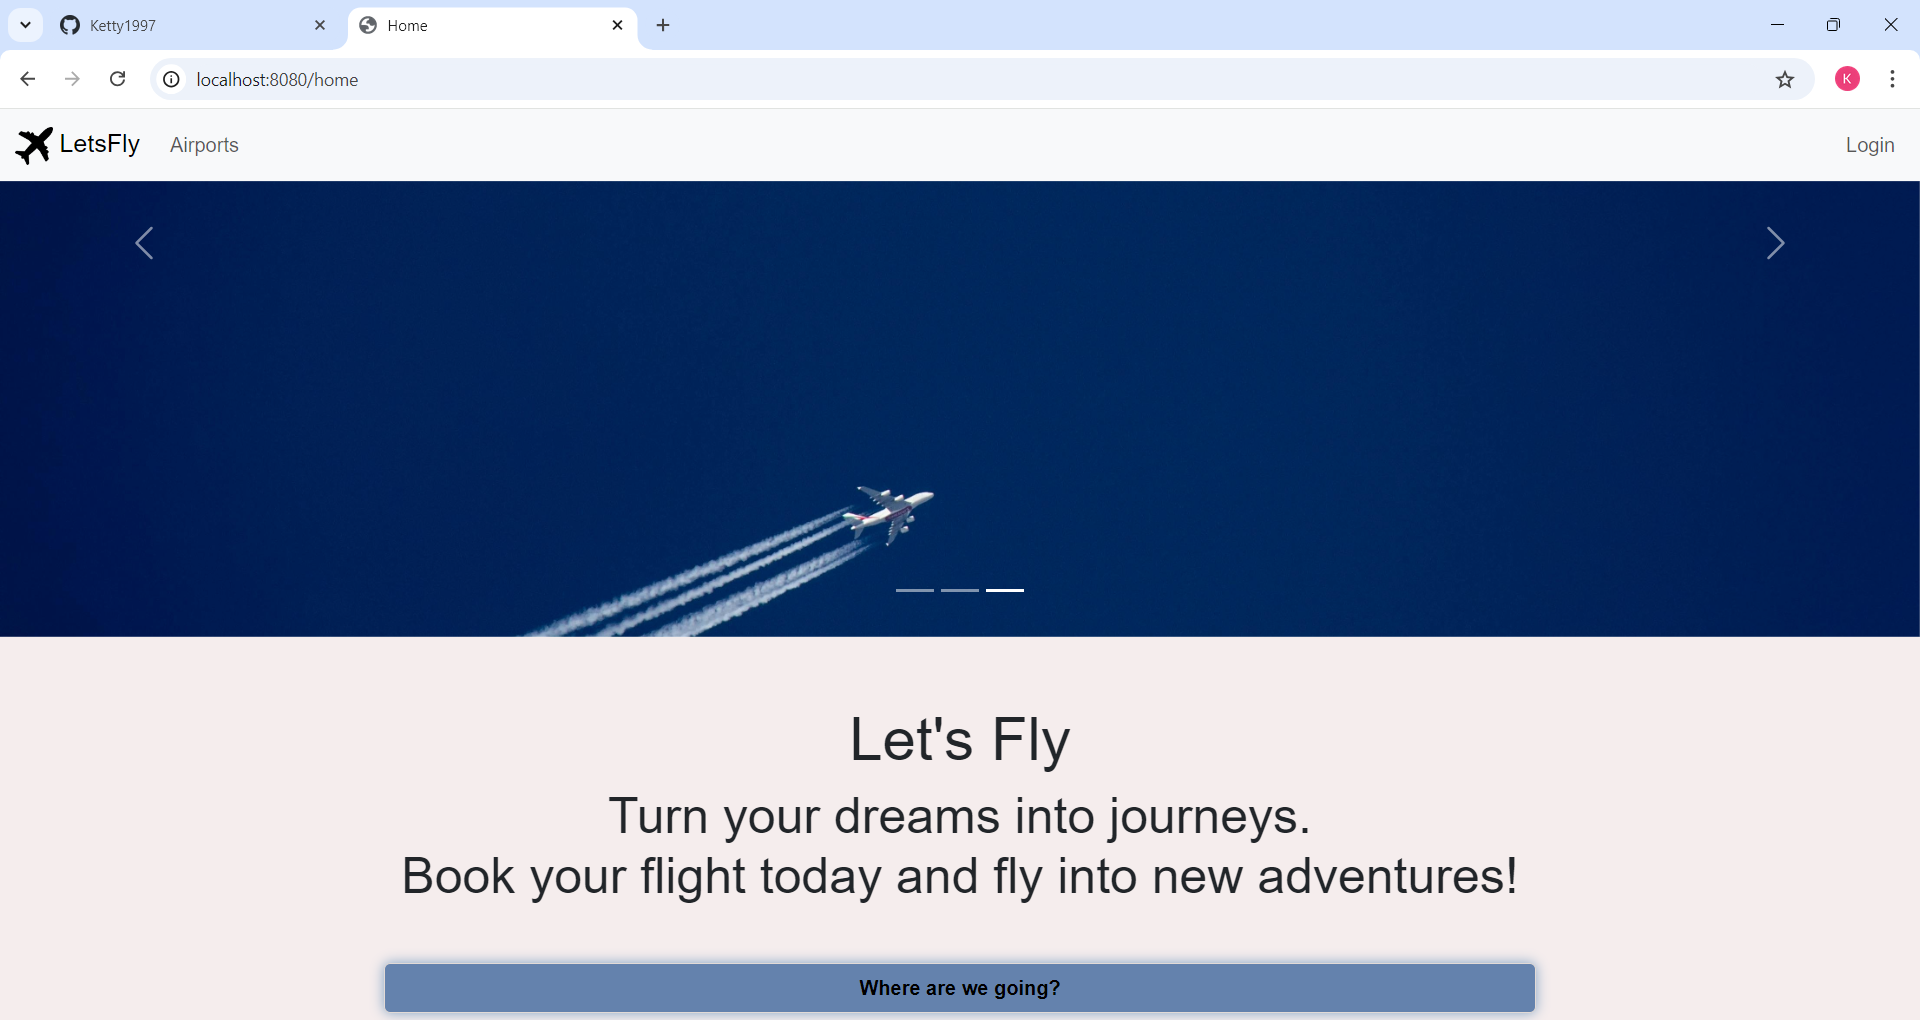 Ketty1997
Home
localhost:8080/home
K
LetsFly
Airports
Login
Let's Fly
Turn your dreams into journeys.
Book your flight today and fly into new adventures!
Where are we going?